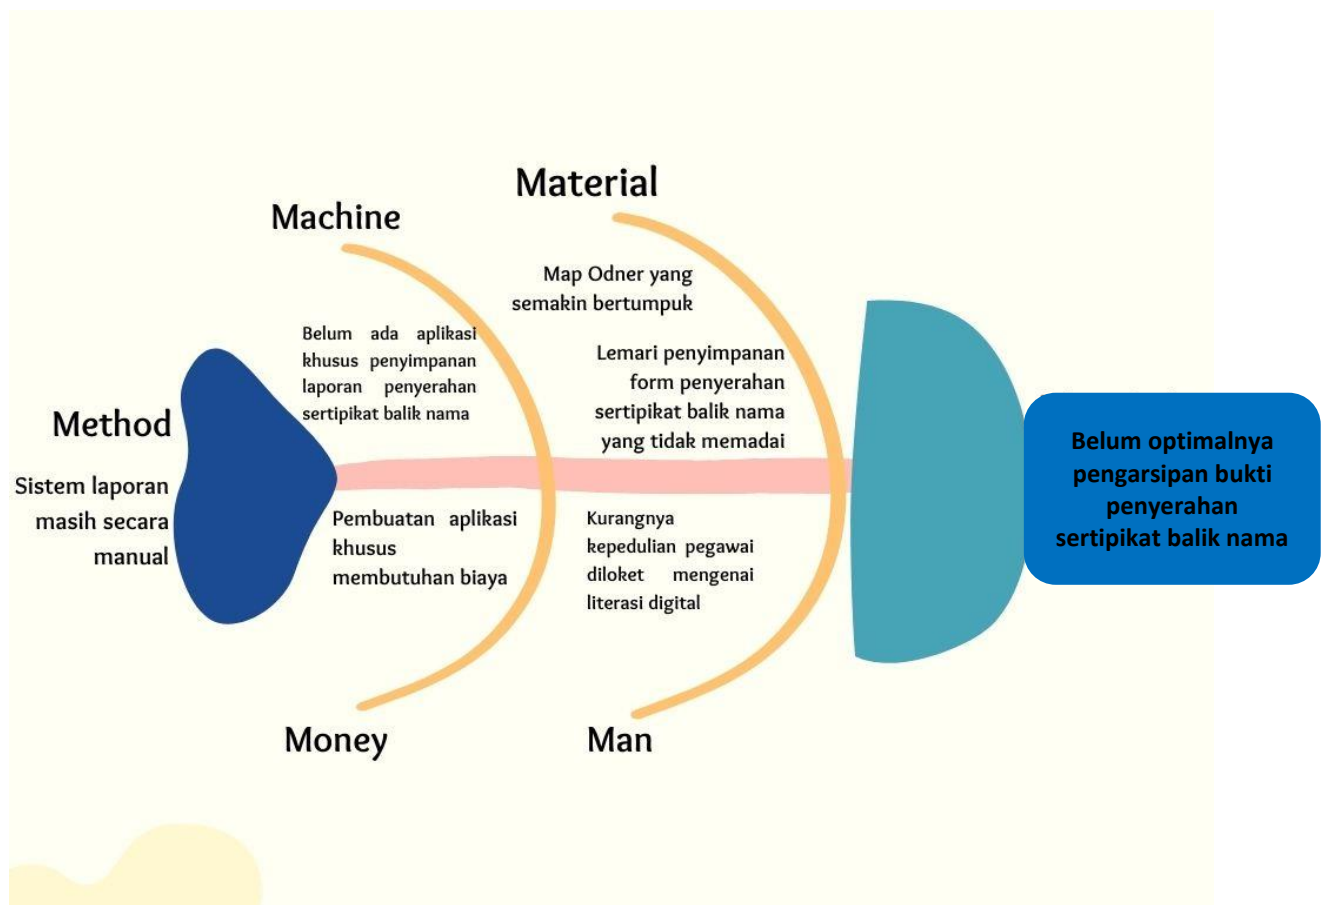 Material
Machine
Map Odner yang
semakin bertumpuk
Belum ada aplikasi
khusus penyimpanan
laporan penyerahan
sertipikat balik nama
Lemari penyimpanan
form penyerahan
sertipikat balik nama
yang tidak memadai
Method
Sistem laporan
masih secara
manual
Belum optimalnya
pengarsipan bukti
penyerahan
sertipikat balik nama
Pembuatan aplikasi
khusus
membutuhan biaya
Kurangnya
kepedulian pegawai
diloket mengenai
literasi digital
Money
Man